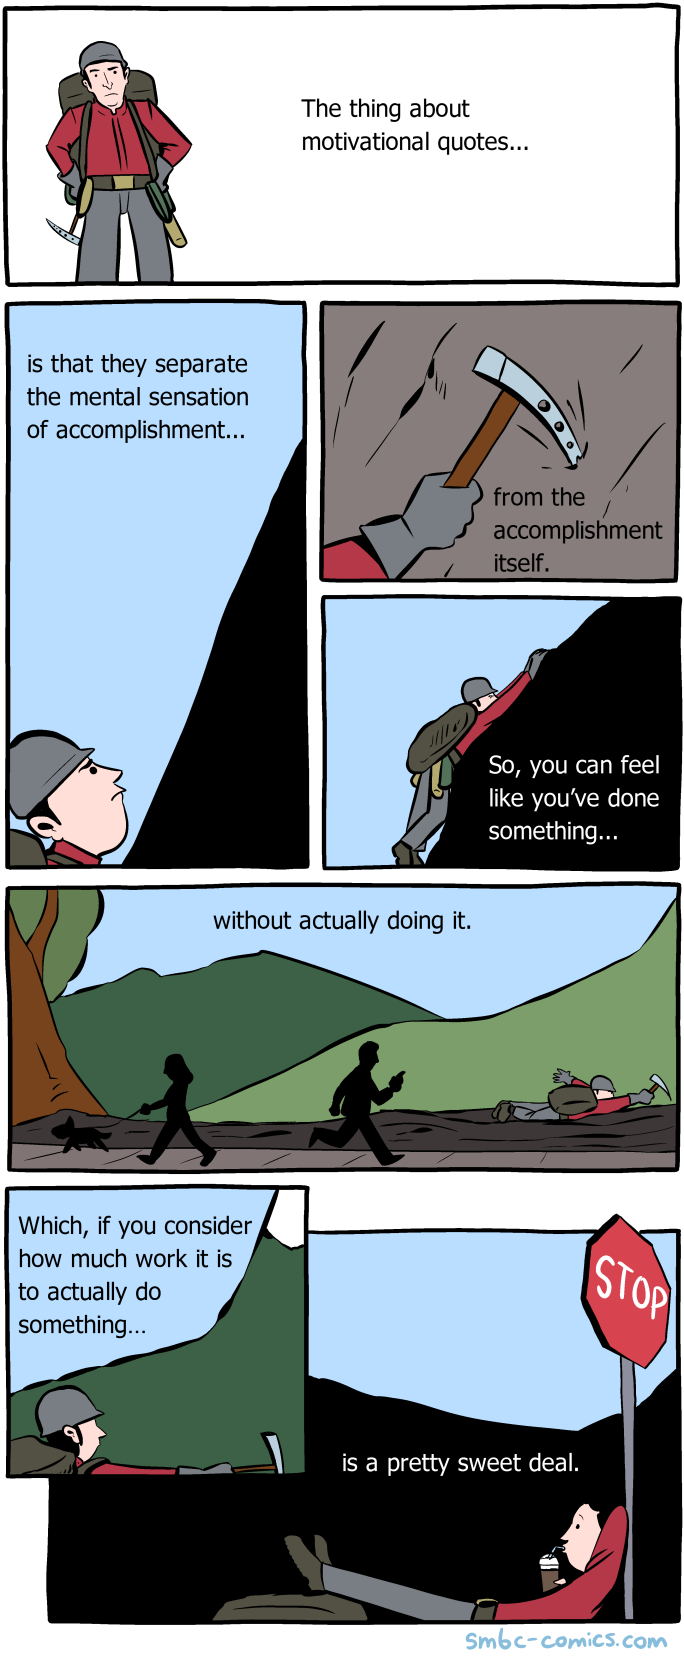 The thing about
motivational quotes...
is that they separate
the mental sensation
of accomplishment...
from the
accomplishment
itself.
So, you can feel
like you've done
something...
without actually doing it.
Which, if you consider
how much work it is
to actually do
something...
STOP
is a pretty sweet deal.
smbc-comics.com